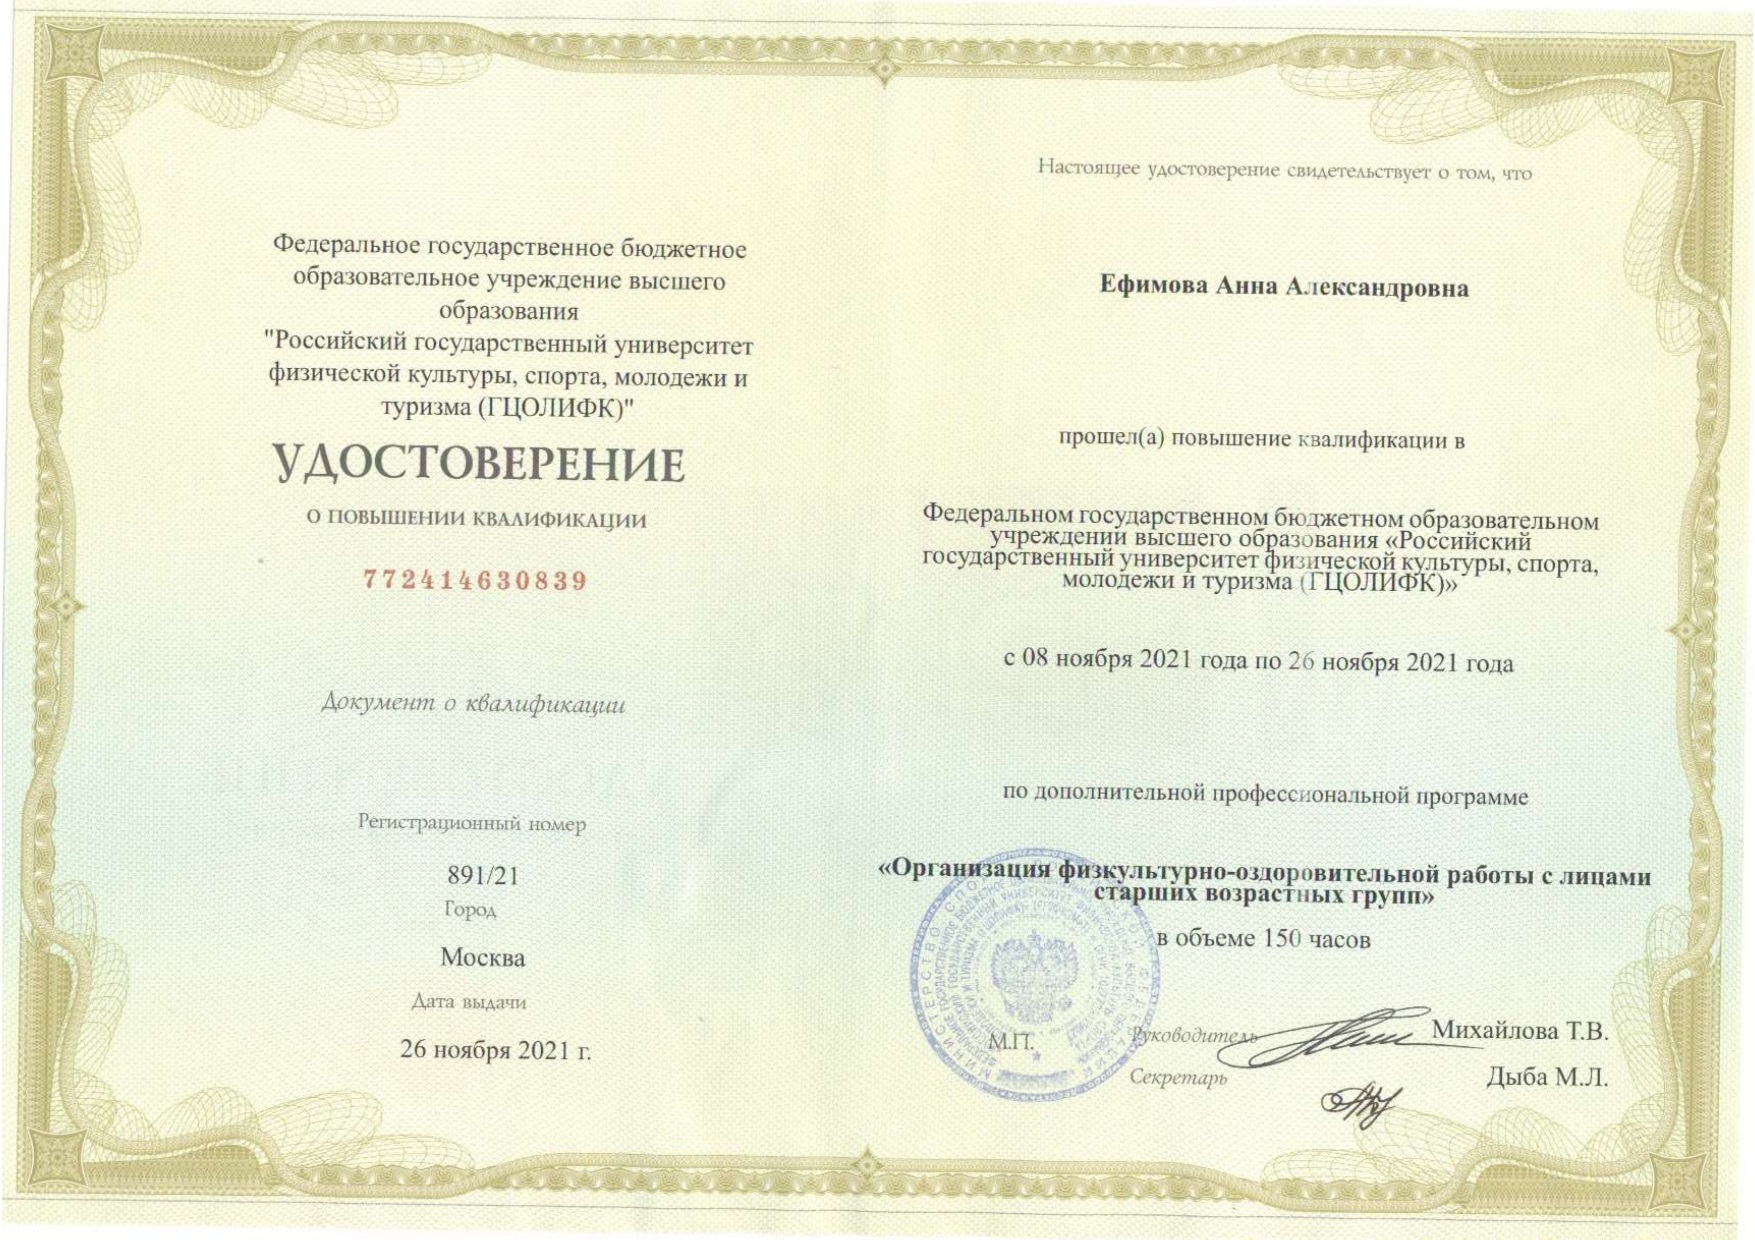 Федеральное государственное бюджетное
образовательное учреждение высшего
образования
"Российский государственный университет
физической культуры, спорта, молодежи и
туризма (ГЦОЛИФК)"
УДОСТОВЕРЕНИЕ
О ПОВЫШЕНИИ КВАЛИФИКАЦИИ
772414630839
Документ о квалификации
Регистрационный номер
891/21
Город
Москва
Дата выдачи
26 ноября 2021 г.
Настоящее удостоверение свидетельствует о том, что
Ефимова Анна Александровна
прошел(а) повышение квалификации в
Федеральном государственном бюджетном образовательном
учреждении высшего образования «Российский
государственный университет физической культуры, спорта,
молодежи и туризма (ГЦОЛИФК)»
с 08 ноября 2021 года по 26 ноября 2021 года
по дополнительной профессиональной программе
«Организация физкультурно-оздоровительной работы с лицами
старших возрастных групп»
в объеме 150 часов
М.П.
Руководитель
Михайлова Т.В.
Секретарь
Дыба М.Л.